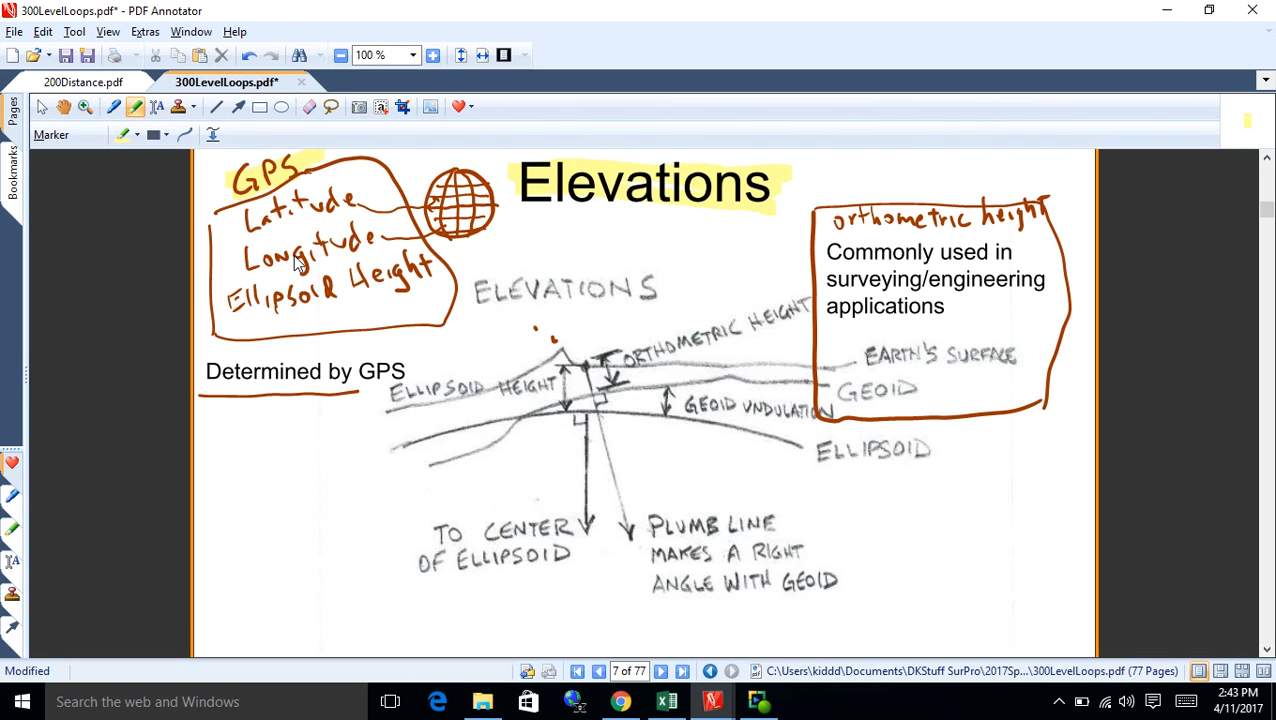 300LevelLoops.pdf* - PDF Annotator
File Edit Tool View Extras Window Help
100 %
200Distance.pdf 300LevelLoops.pdf*
Marker
Pages
Bookmarks
GPS
Latitude
Longitude
Ellipsoid Height
Elevations
orthometric height
Commonly used in
surveying/engineering
applications
Determined by GPS
ELEVATIONS
ORTHOMETRIC HEIGHT
EARTH'S SURFACE
ELLIPSOID HEIGHT
GEOID
GEOID UNDULATION
ELLIPSOID
TO CENTER
OF ELLIPSOID
PLUMB LINE
MAKES A RIGHT
ANGLE WITH GEOID
Modified
7 of 77
C:\Users\kiddd\Documents\DKStuff SurPro\2017Sp...\300LevelLoops.pdf (77 Pages)
Search the web and Windows
2:43 PM
4/11/2017